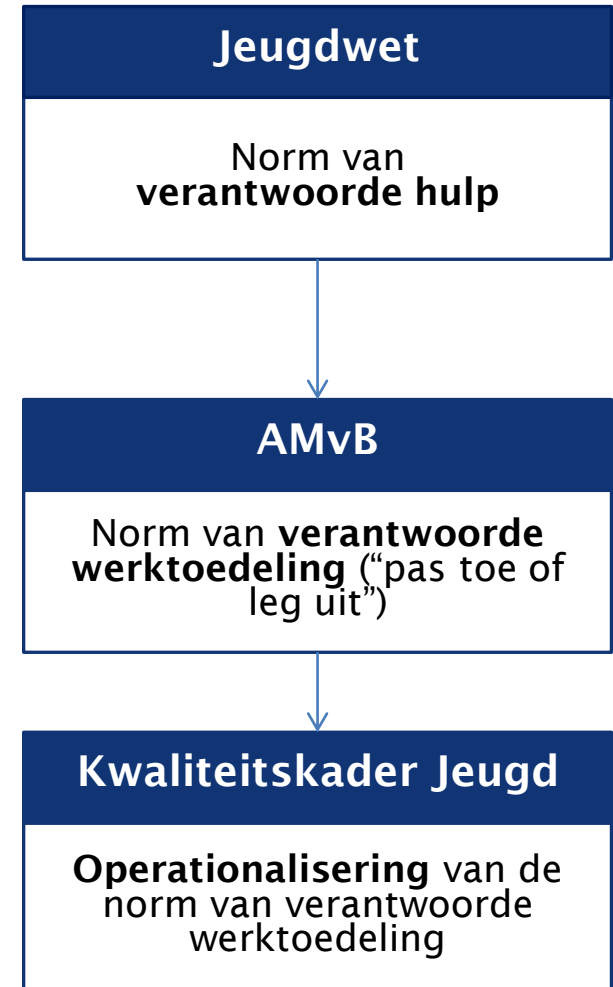 Jeugdwet
Norm van
verantwoorde hulp
AMvB
Norm van verantwoorde
werktoedeling (“pas toe of
leg uit”)
Kwaliteitskader Jeugd
Operationalisering van de
norm van verantwoorde
werktoedeling